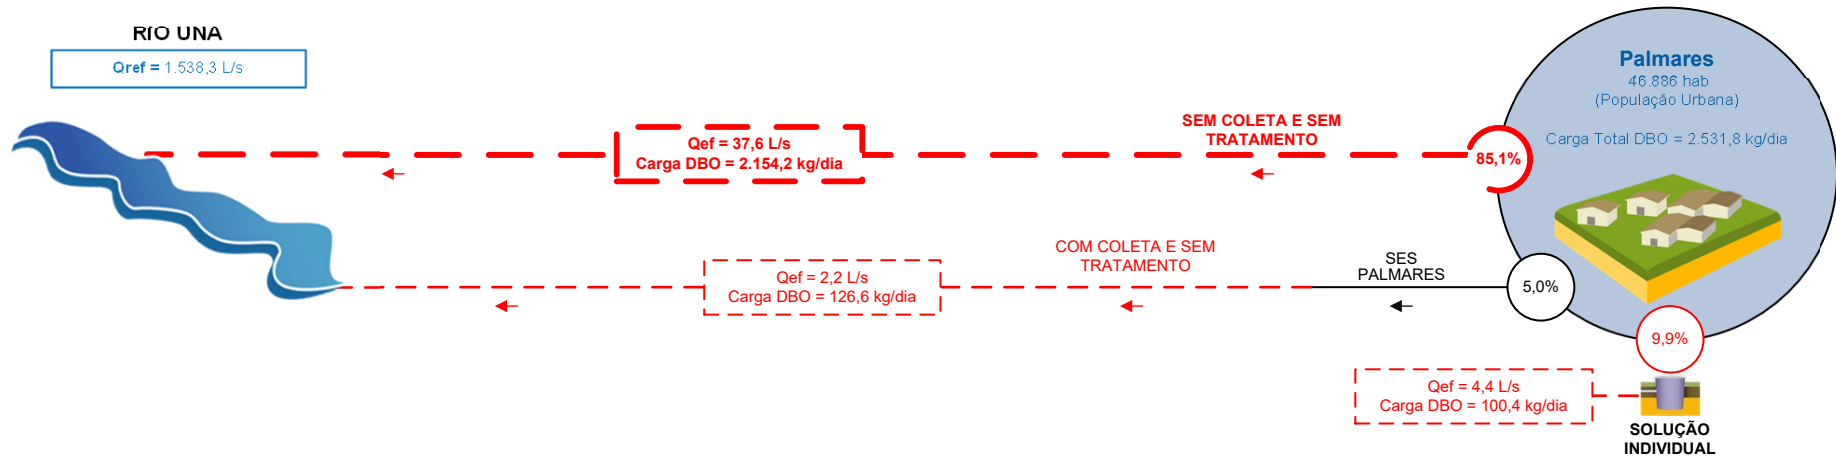 RIO UNA
Qref = 1.538,3 L/s
Palmares
46.886 hab
(População Urbana)
Carga Total DBO = 2.531,8 kg/dia
SEM COLETA E SEM
TRATAMENTO
85,1%
Qef = 37,6 L/s
Carga DBO = 2.154,2 kg/dia
COM COLETA E SEM
TRATAMENTO
SES
PALMARES
5,0%
Qef = 2,2 L/s
Carga DBO = 126,6 kg/dia
9,9%
Qef = 4,4 L/s
Carga DBO = 100,4 kg/dia
SOLUÇÃO
INDIVIDUAL